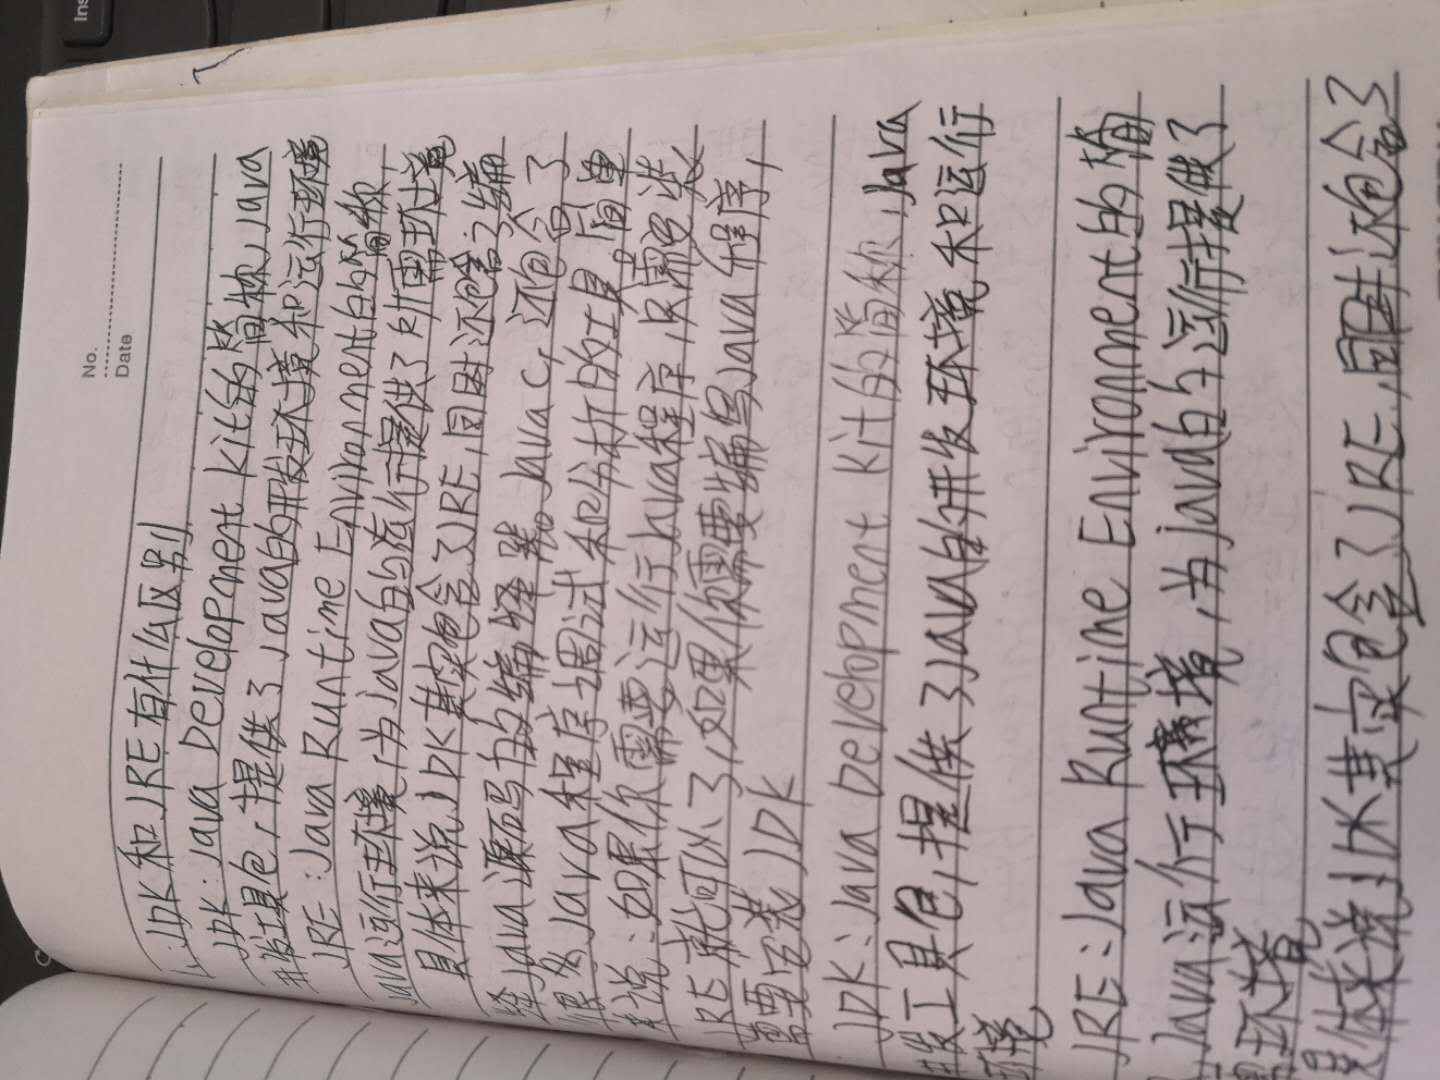 Ins
No.
Date
1. JDK和JRE有什么区别
JDK: Java Development Kit的简称, Java
开发工具包, 提供了Java的开发环境和运行环境
JRE: Java Runtime Environment的简称,
Java运行环境, 为Java的运行提供了所需环境
具体来说JDK其实包含了JRE, 同时还包含了编
译Java源码的编译器Java C, 还包含了
很多Java程序调试和分析的工具, 简单
来说: 如果你需要运行Java程序, 只需要装
JRE就可以了, 如果你需要编写Java程序,
需要安装JDK
JDK: Java Development Kit的简称, Java
开发工具包, 提供了Java的开发环境和运行
环境
JRE: Java Runtime Environment的简
Java运行环境, 为Java的运行提供了
需环境
具体来说JDK其实包含了JRE, 同时还包含了